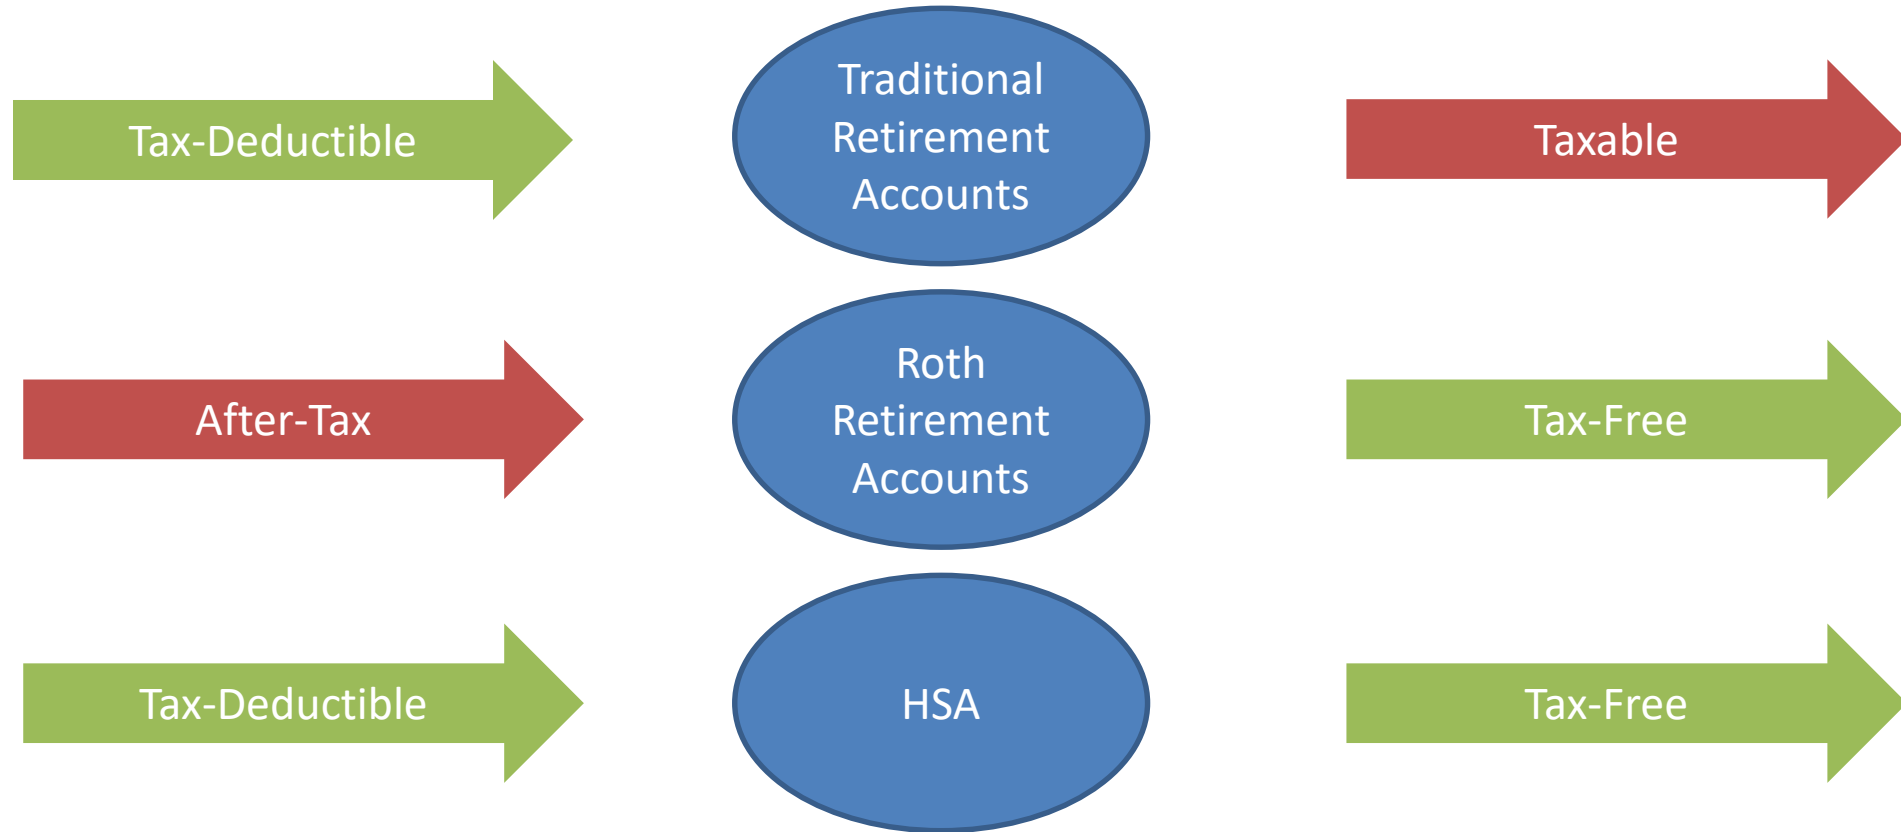 Tax-Deductible
Traditional
Retirement
Accounts
Taxable
After-Tax
Roth
Retirement
Accounts
Tax-Free
Tax-Deductible
HSA
Tax-Free